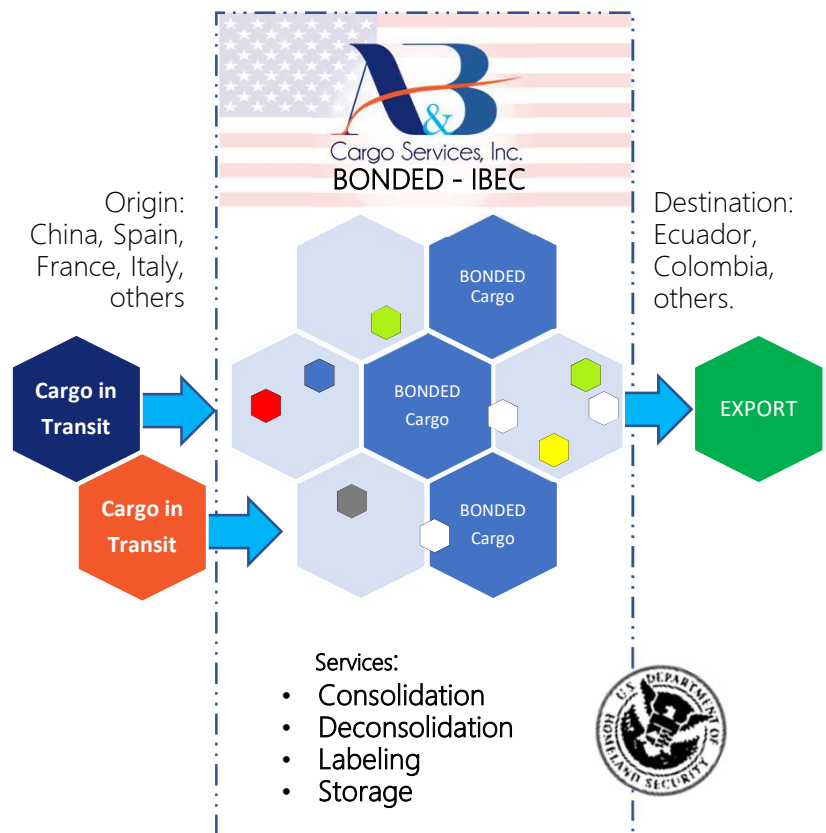 A&B
Cargo Services, Inc.
BONDED - IBEC
Origin:
China, Spain,
France, Italy,
others
Destination:
Ecuador,
Colombia,
others.
BONDED
Cargo
Cargo in
Transit
BONDED
Cargo
EXPORT
Cargo in
Transit
BONDED
Cargo
Services:
• Consolidation
• Deconsolidation
• Labeling
• Storage
U.S. DEPARTMENT OF
HOMELAND SECURITY